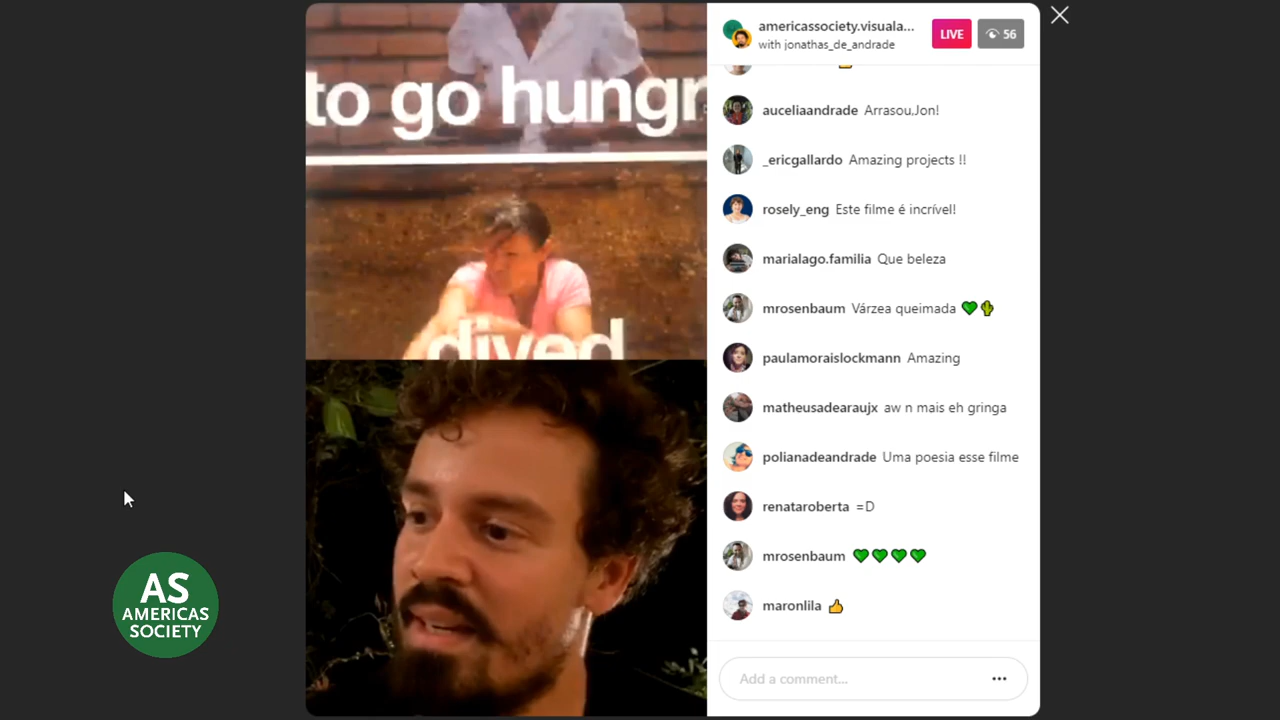 to go hungr
dived
americassociety.visuala...
with jonathas_de_andrade
LIVE
56
auceliaandrade Arrasou,Jon!
_ericgallardo Amazing projects !!
rosely_eng Este filme é incrível!
marialago.familia Que beleza
mrosenbaum Várzea queimada 💚🌵
paulamoraislockmann Amazing
matheusadearaujx aw n mais eh gringa
polianadeandrade Uma poesia esse filme
renataroberta =D
mrosenbaum 💚💚💚💚
maronlila 👍
Add a comment...
AS
AMERICAS
SOCIETY